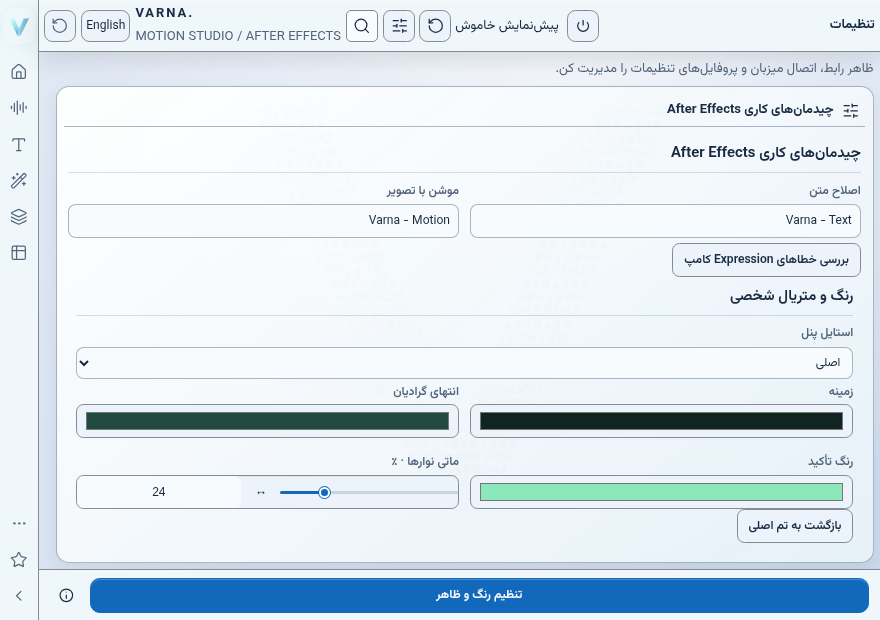 تنظیمات
پیش‌نمایش خاموش
VARNA.
MOTION STUDIO / AFTER EFFECTS
English
ظاهر رابط، اتصال میزبان و پروفایل‌های تنظیمات را مدیریت کن.
چیدمان‌های کاری After Effects
چیدمان‌های کاری After Effects
اصلاح متن
موشن یا تصویر
Varna - Text
Varna - Motion
بررسی خطاهای Expression کامپ
رنگ و متریال شخصی
استایل پنل
اصلی
زمینه
انتهای گرادیان
رنگ تأکید
ماتی نوارها · ٪
24
بازگشت به تم اصلی
تنظیم رنگ و ظاهر